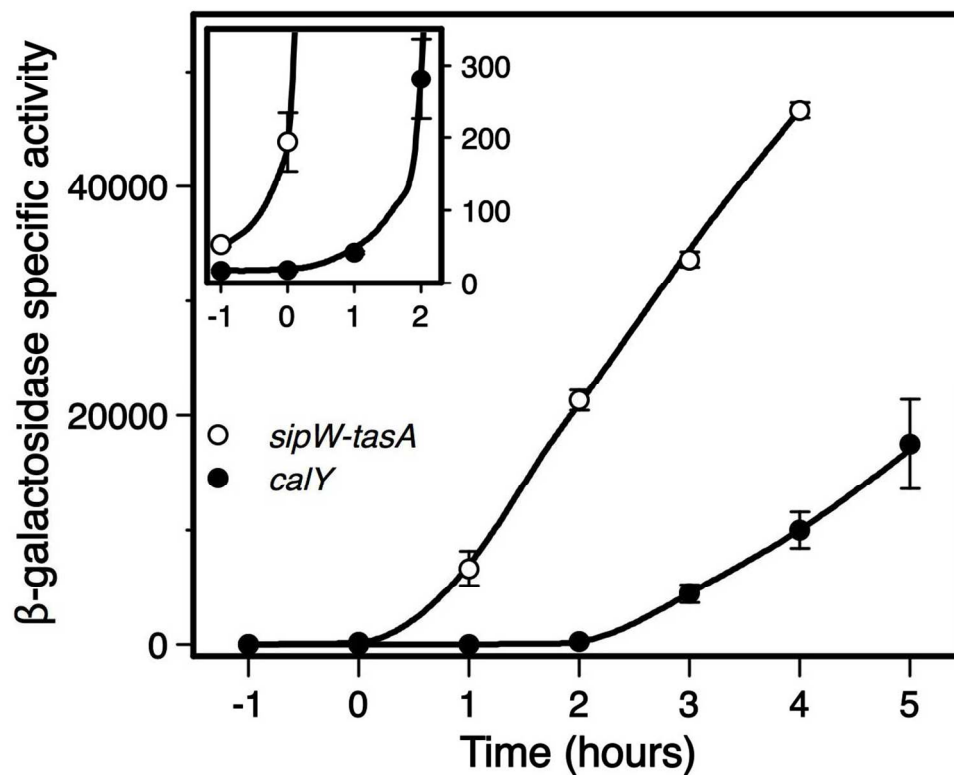 β-galactosidase specific activity
40000
20000
0
300
200
100
0
-1 0 1 2
sipW-tasA
calY
-1 0 1 2 3 4 5
Time (hours)